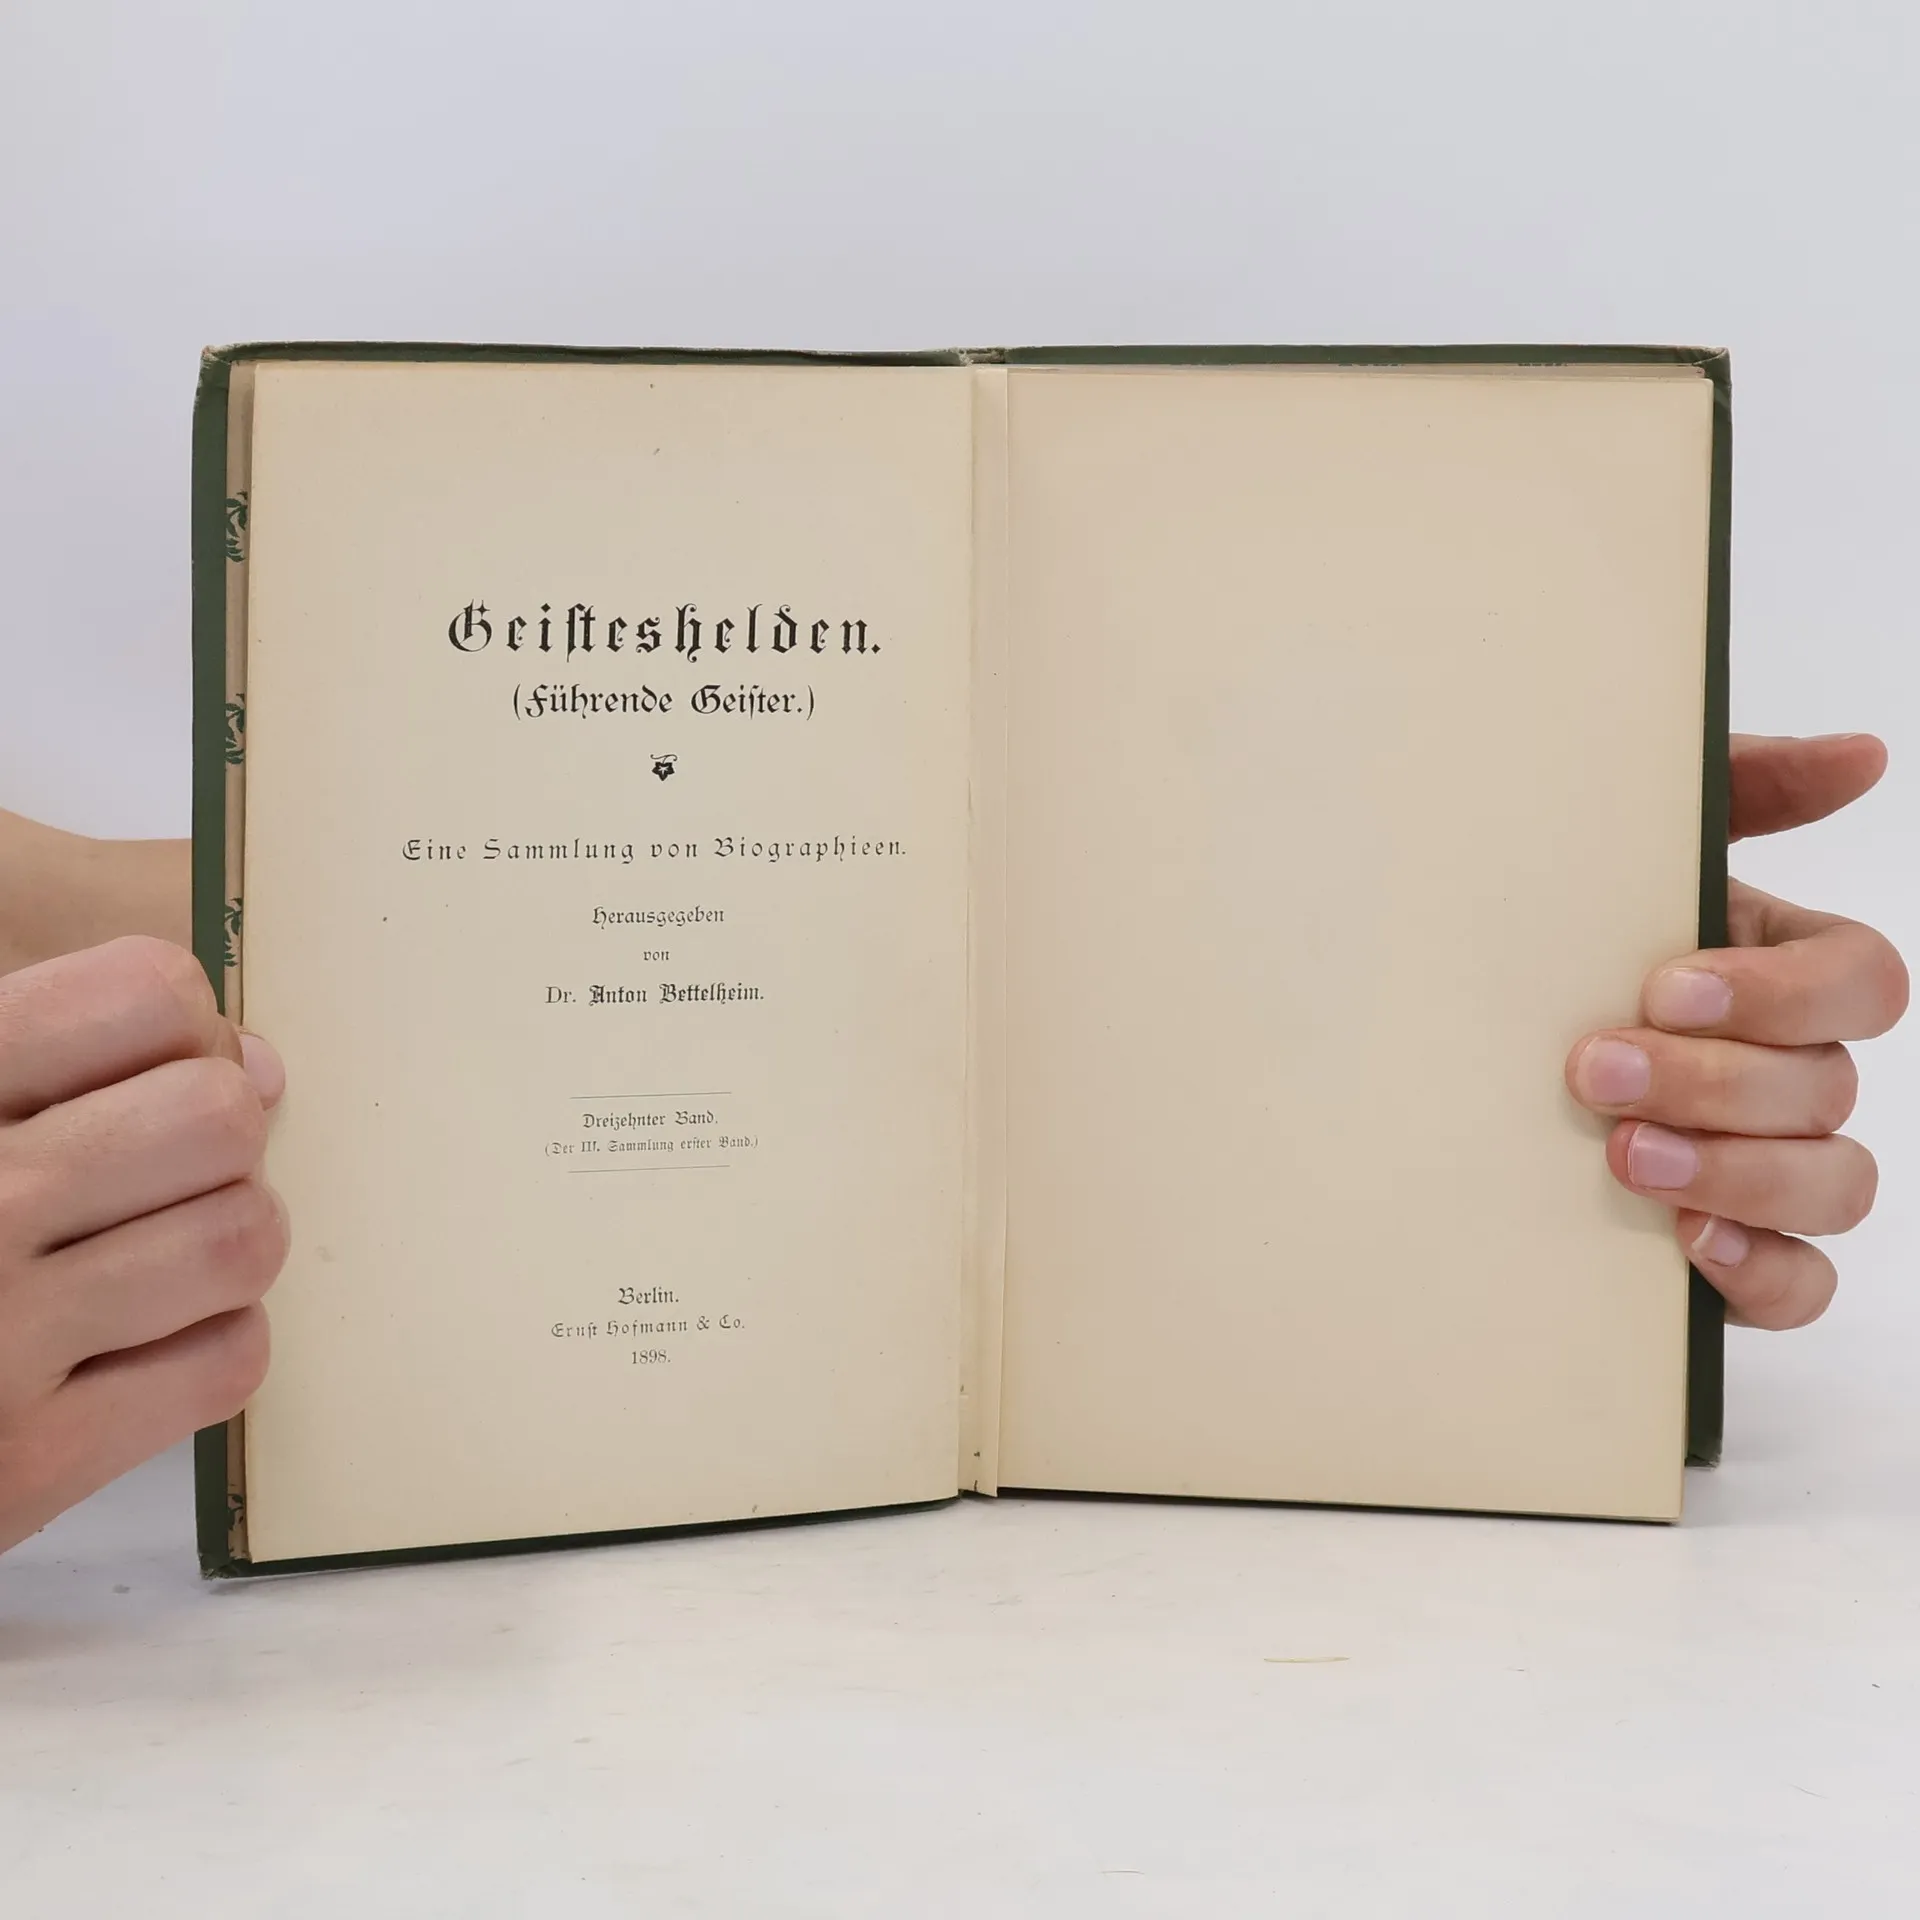 Geisteshelden.
(Führende Geister.)
Eine Sammlung von Biographieen.
Herausgegeben
von
Dr. Anton Bettelheim.
Dreizehnter Band.
(Der III. Sammlung erster Band.)
Berlin.
Ernst Hofmann & Co.
1898.